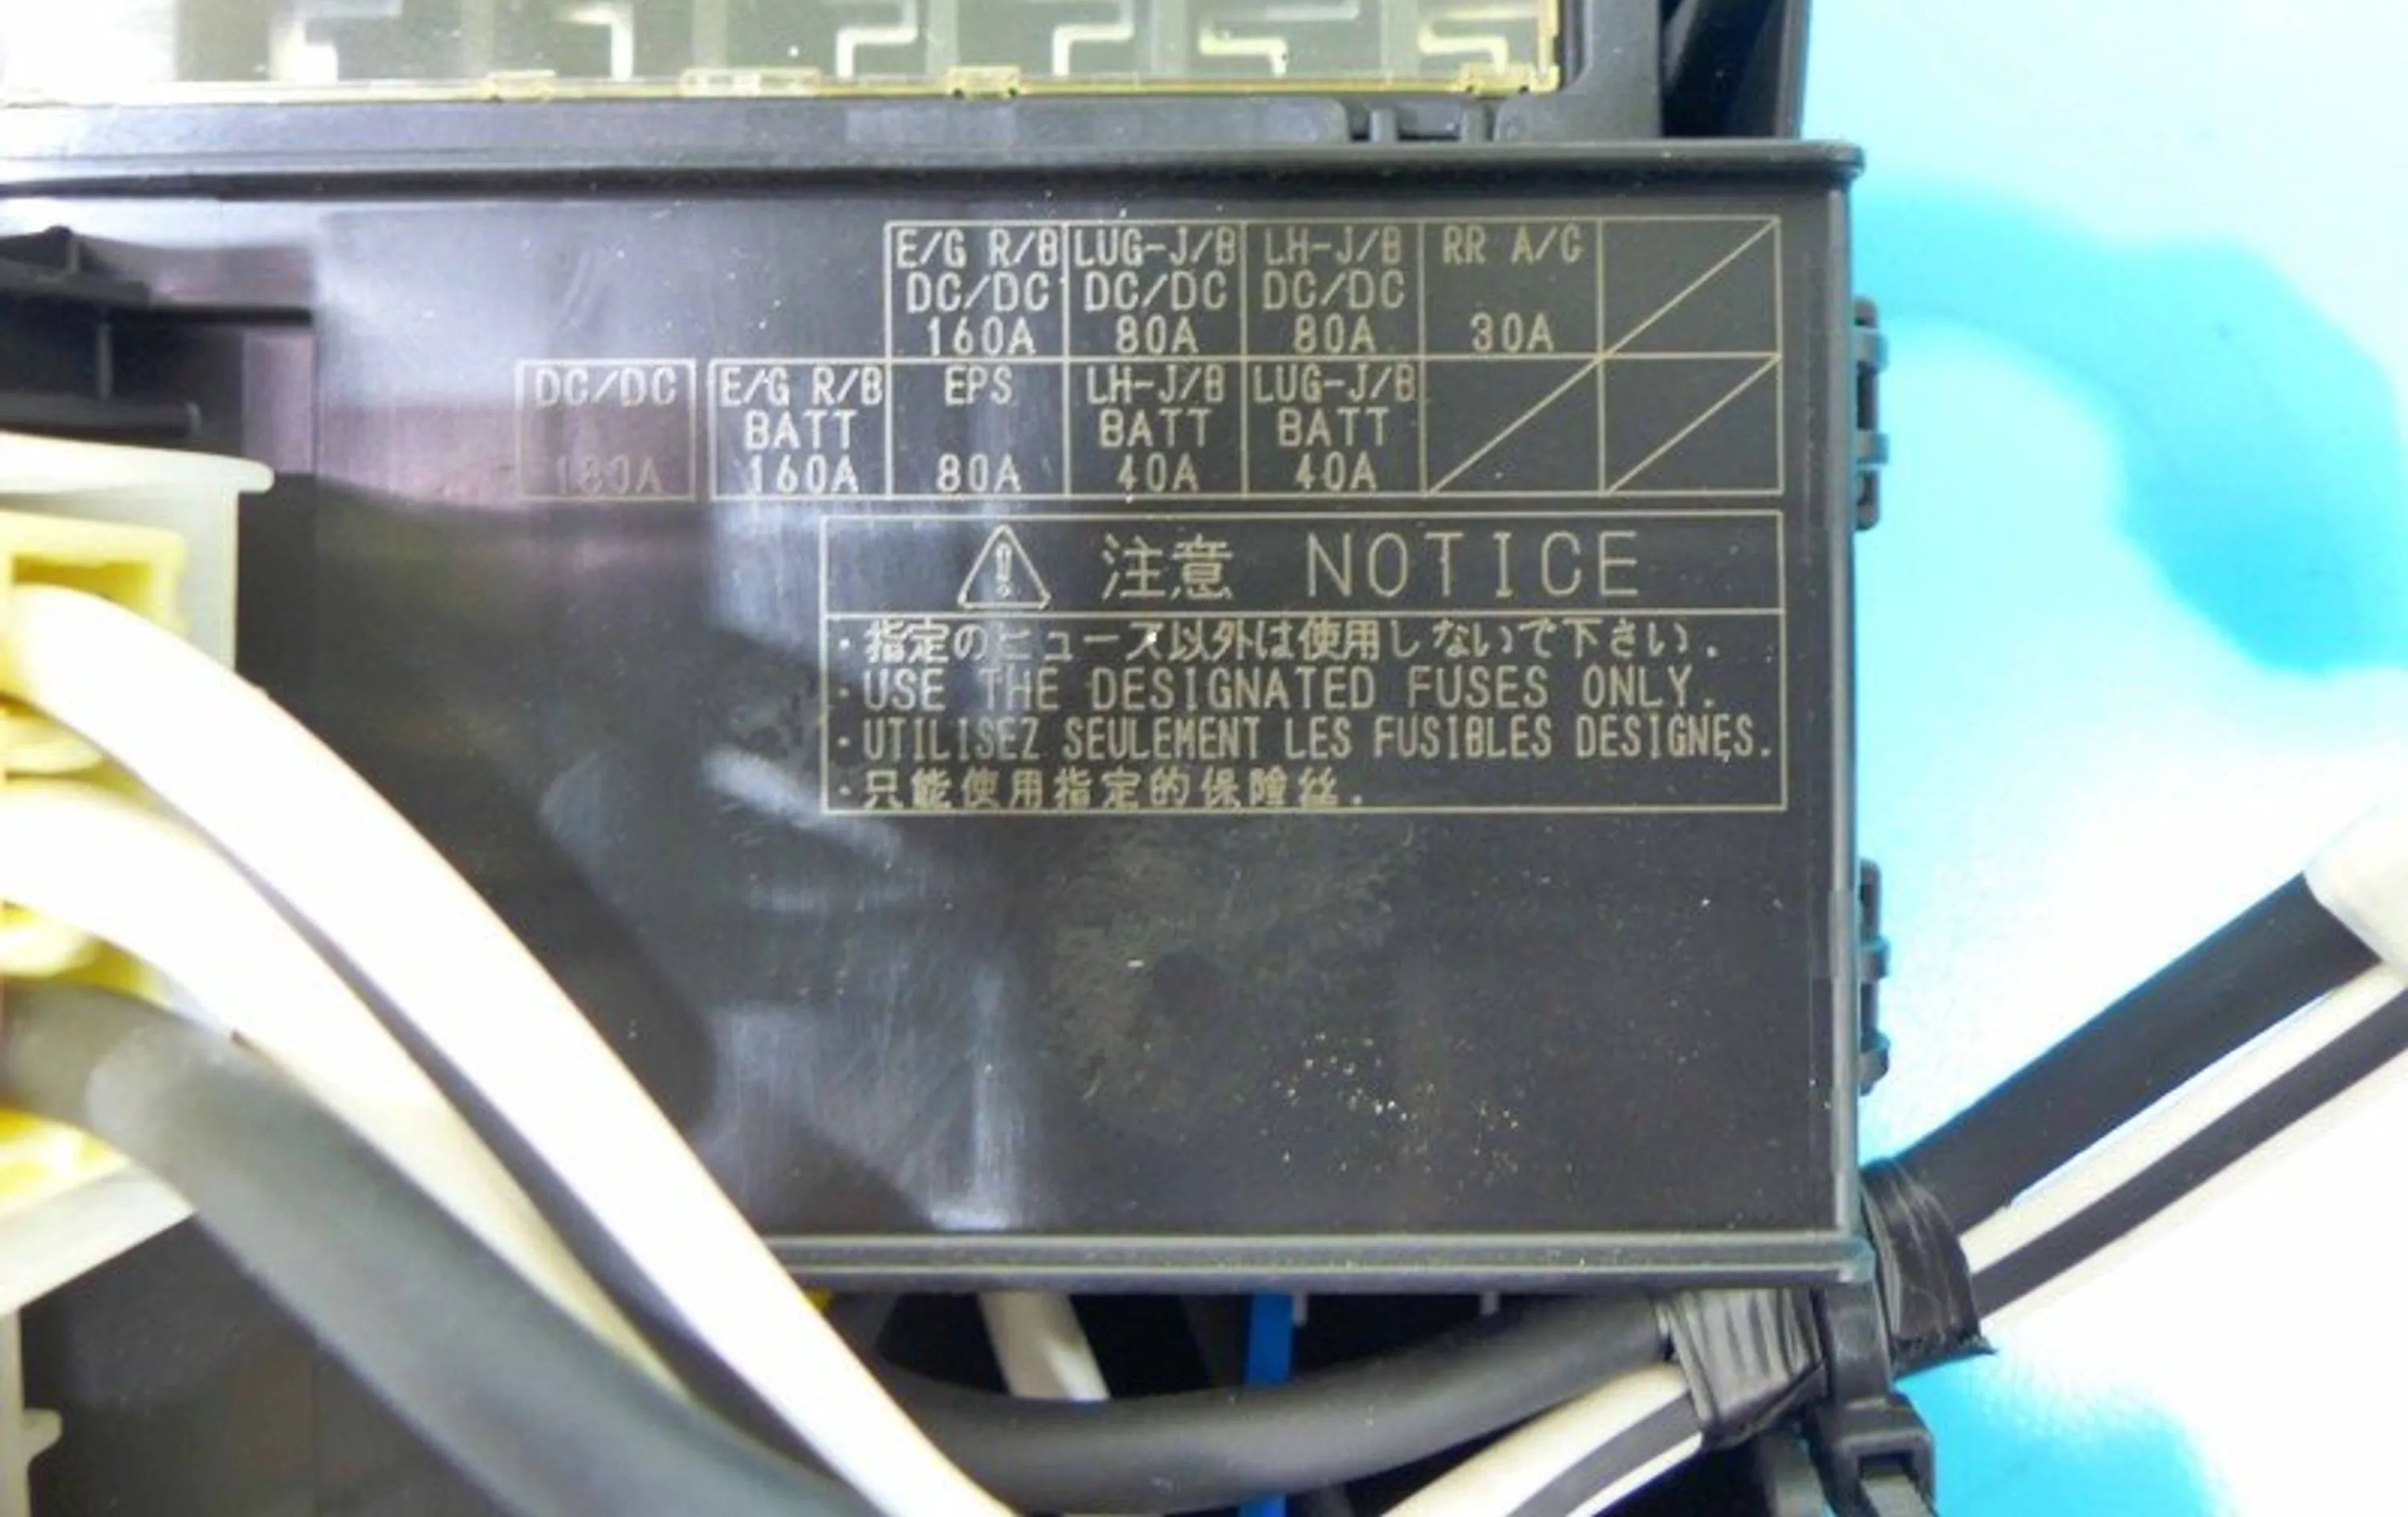 E/G R/B LUG-J/B LH-J/B RR A/C
DC/DC DC/DC DC/DC
160A 80A 80A 30A
DC/DC E/G R/B EPS LH-J/B LUG-J/B
BATT BATT BATT
180A 160A 80A 40A 40A
注意 NOTICE
・指定のヒューズ以外は使用しないで下さい.
・USE THE DESIGNATED FUSES ONLY.
・UTILISEZ SEULEMENT LES FUSIBLES DESIGNES.
・只能使用指定的保险丝.